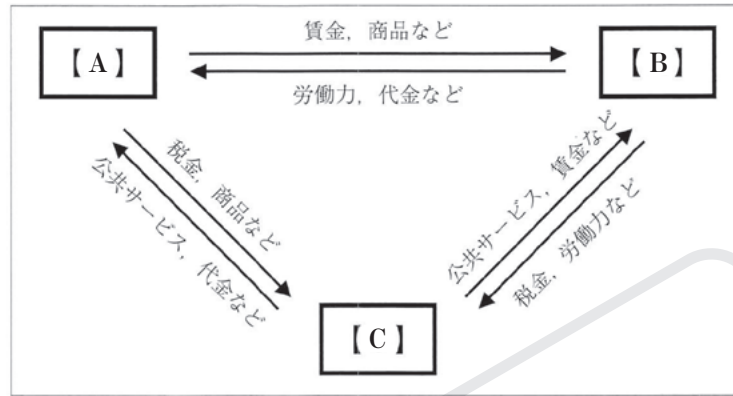 賃金,商品など
【A】
【B】
労働力,代金など
税金,商品など
公共サービス,代金など
公共サービス,賃金など
税金,労働力など
【C】